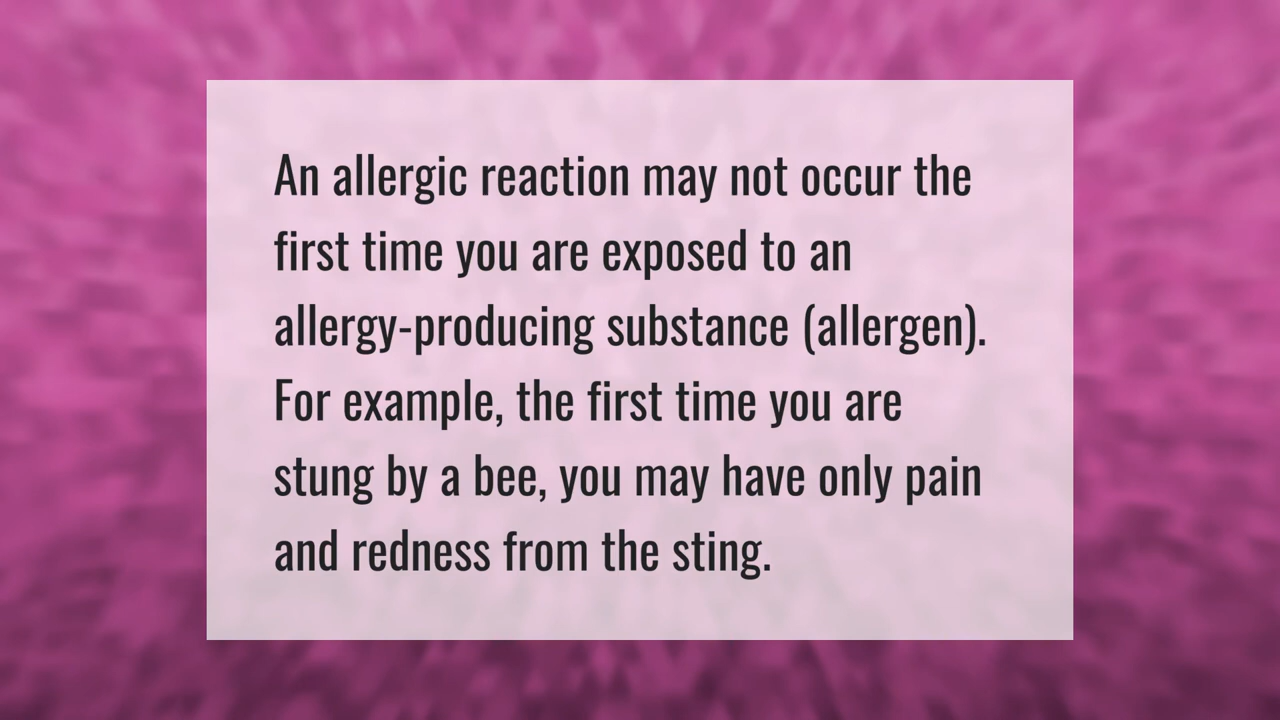 An allergic reaction may not occur the
first time you are exposed to an
allergy-producing substance (allergen).
For example, the first time you are
stung by a bee, you may have only pain
and redness from the sting.